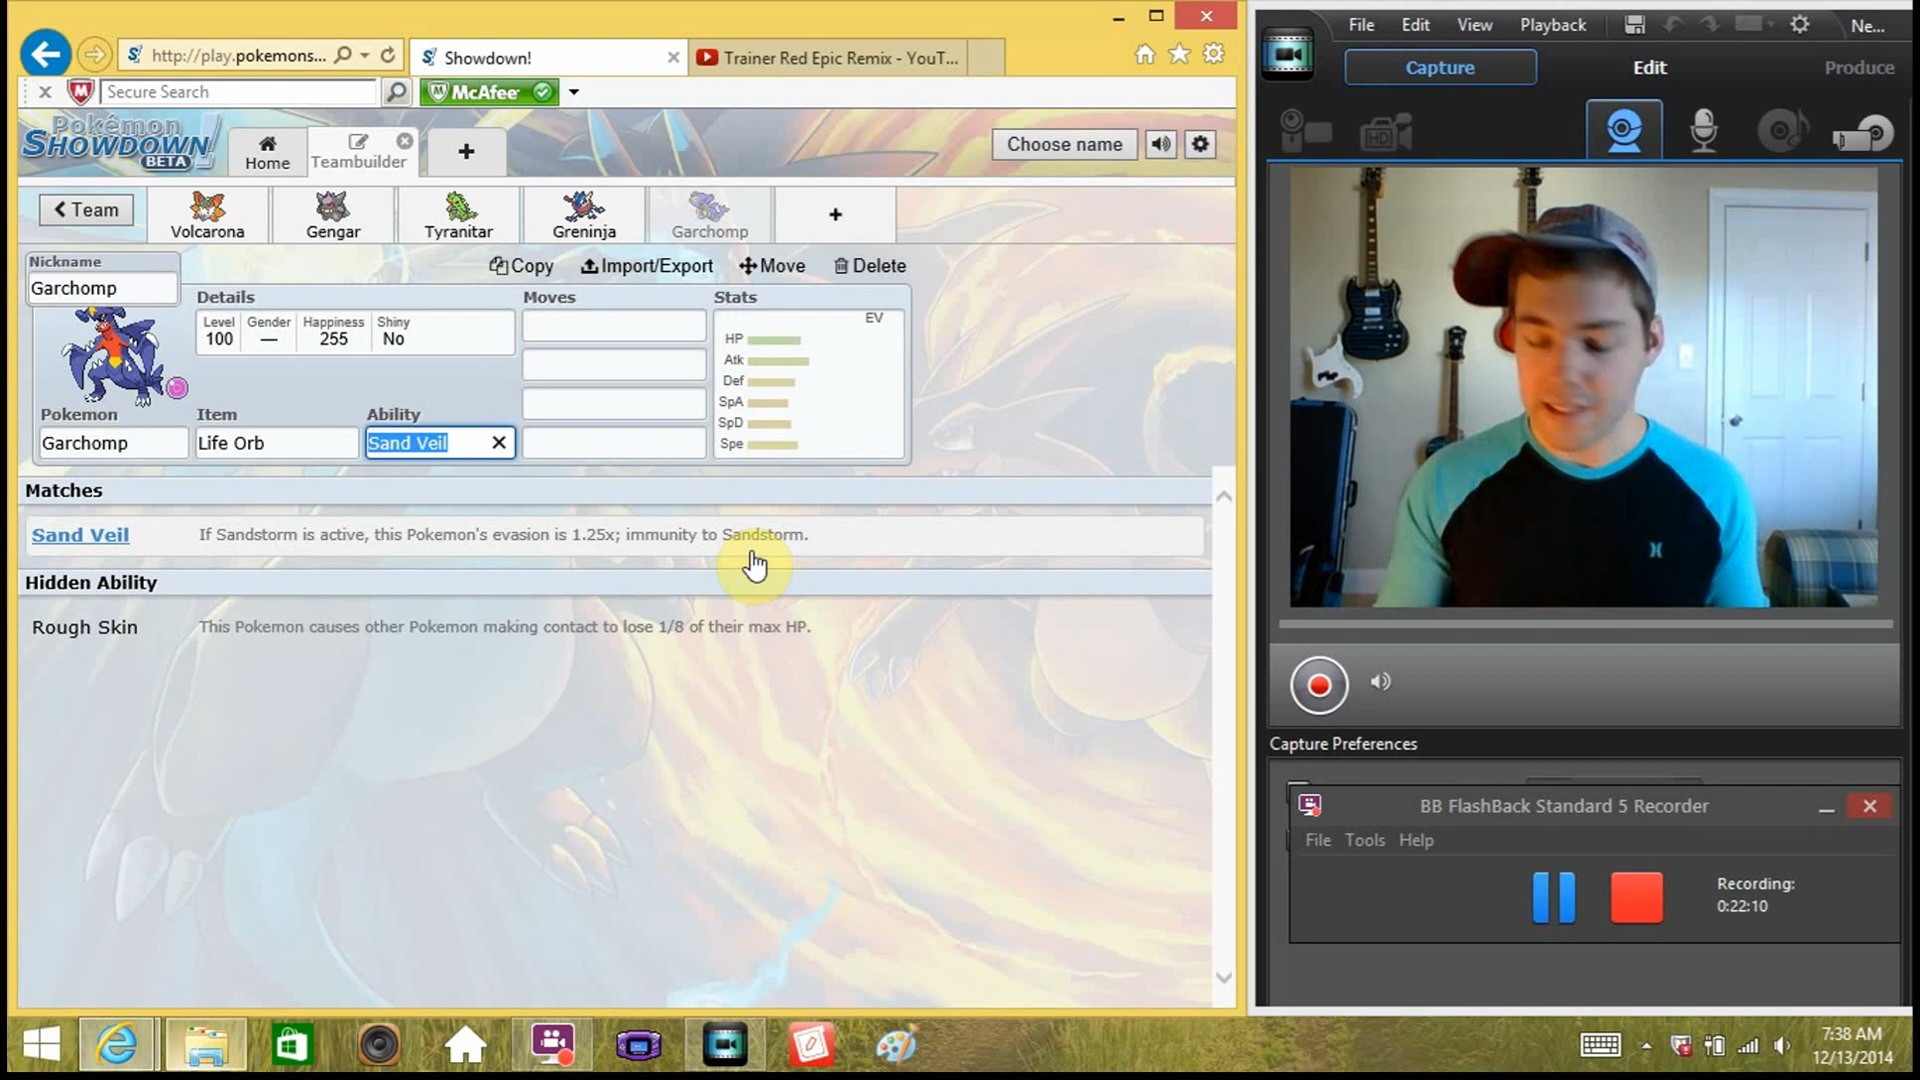 http://play.pokemons...
Showdown!
Trainer Red Epic Remix - YouT...
Secure Search
McAfee
Pokémon
SHOWDOWN!
BETA
Home
Teambuilder
+
Choose name
Team
Volcarona
Gengar
Tyranitar
Greninja
Garchomp
+
Nickname
Garchomp
Copy
Import/Export
Move
Delete
Details
Moves
Stats
Level
100
Gender
—
Happiness
255
Shiny
No
EV
HP
Atk
Def
SpA
SpD
Spe
Pokemon
Garchomp
Item
Life Orb
Ability
Sand Veil
Matches
Sand Veil If Sandstorm is active, this Pokemon's evasion is 1.25x; immunity to Sandstorm.
Hidden Ability
Rough Skin This Pokemon causes other Pokemon making contact to lose 1/8 of their max HP.
File Edit View Playback
Ne...
Capture
Edit
Produce
HD
Capture Preferences
BB FlashBack Standard 5 Recorder
File Tools Help
Recording:
0:22:10
7:38 AM
12/13/2014